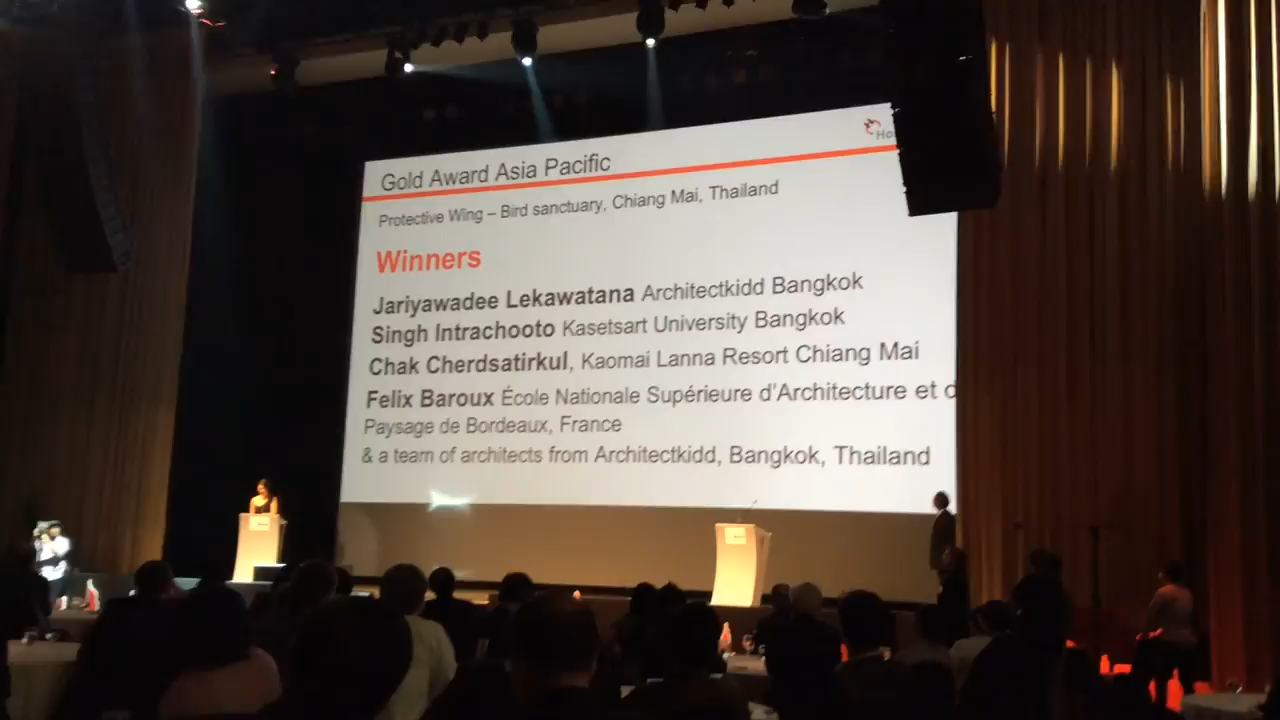 Gold Award Asia Pacific
Protective Wing – Bird sanctuary, Chiang Mai, Thailand
Winners
Jariyawadee Lekawatana Architectkidd Bangkok
Singh Intrachooto Kasetsart University Bangkok
Chak Cherdsatirkul, Kaomai Lanna Resort Chiang Mai
Felix Baroux École Nationale Supérieure d'Architecture et d
Paysage de Bordeaux, France
& a team of architects from Architectkidd, Bangkok, Thailand